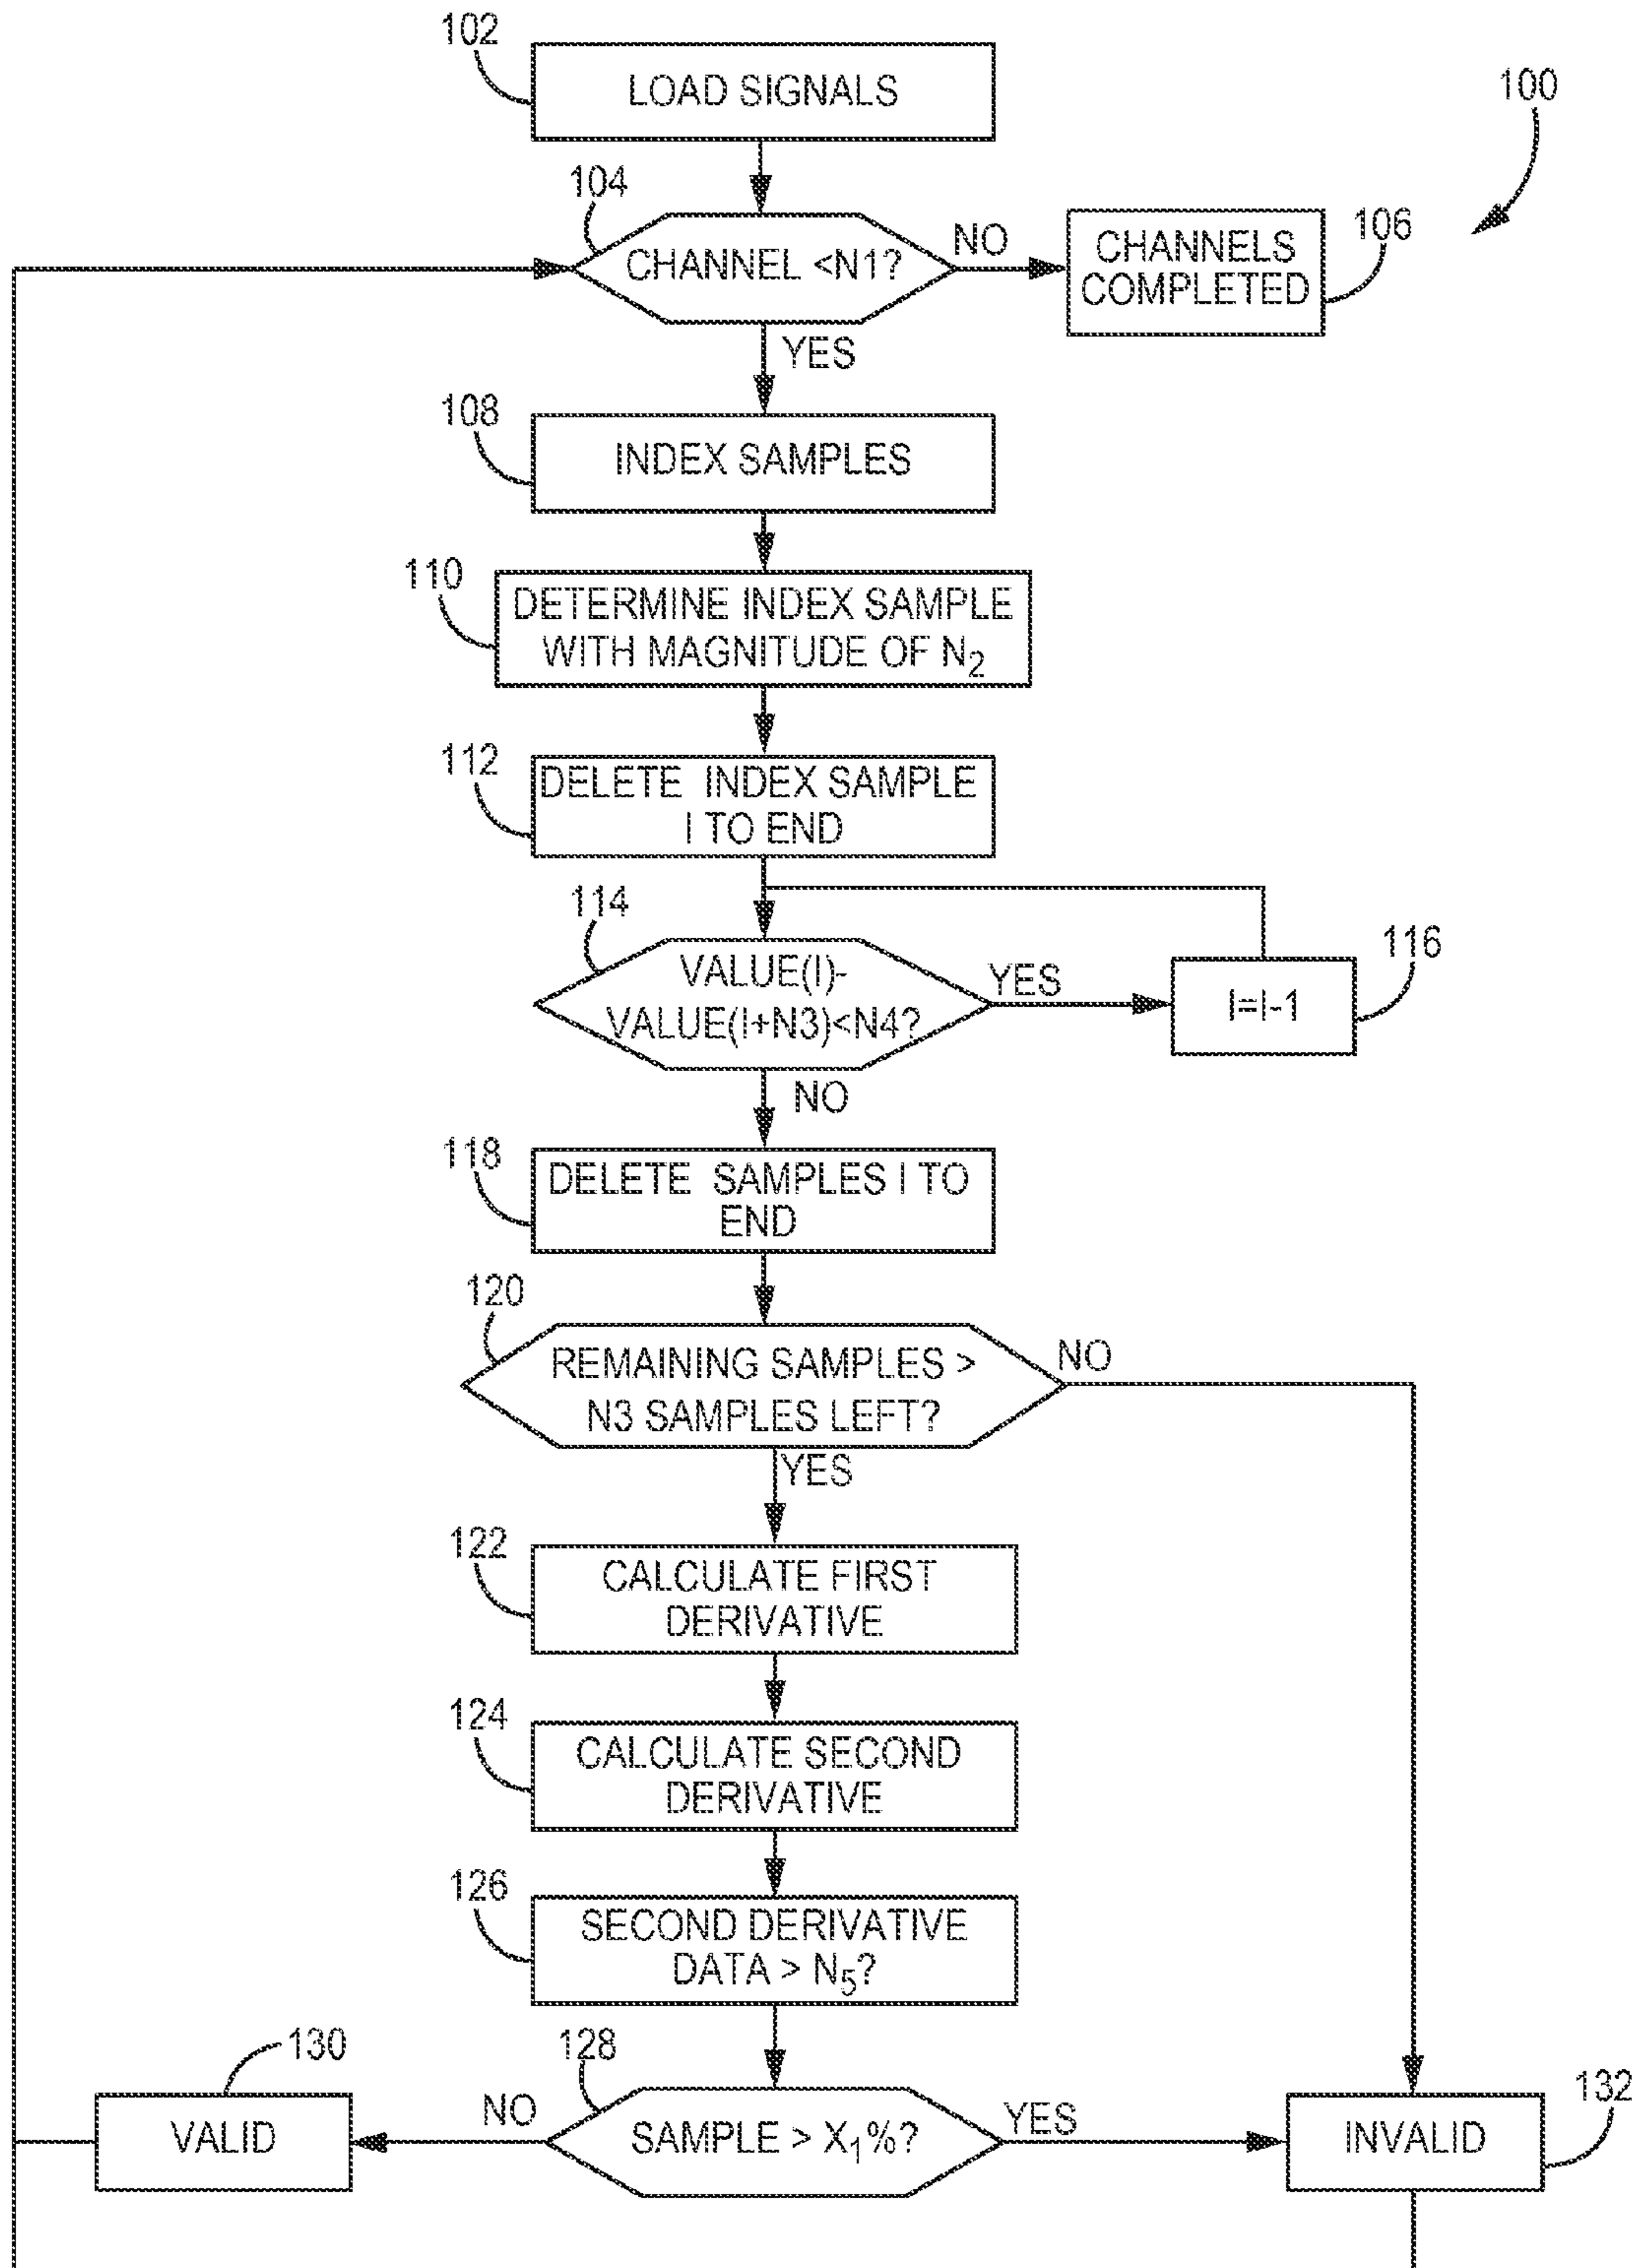 102
LOAD SIGNALS
100
104
CHANNEL <N1?
NO
CHANNELS
COMPLETED
106
YES
108
INDEX SAMPLES
110
DETERMINE INDEX SAMPLE
WITH MAGNITUDE OF N₂
112
DELETE INDEX SAMPLE
I TO END
114
VALUE(I)-
VALUE(I+N3)<N4?
YES
I=I-1
116
NO
118
DELETE SAMPLES I TO
END
120
REMAINING SAMPLES >
N3 SAMPLES LEFT?
NO
YES
122
CALCULATE FIRST
DERIVATIVE
124
CALCULATE SECOND
DERIVATIVE
126
SECOND DERIVATIVE
DATA > N₅?
130
VALID
NO
128
SAMPLE > X₁%?
YES
INVALID
132